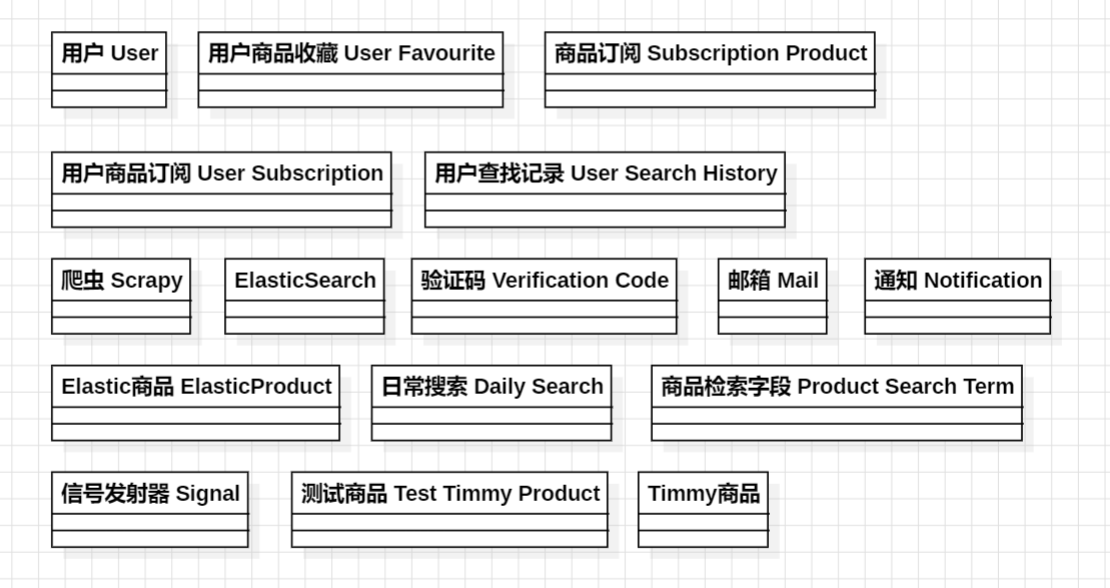 用户 User
用户商品收藏 User Favourite
商品订阅 Subscription Product
用户商品订阅 User Subscription
用户查找记录 User Search History
爬虫 Scrapy
ElasticSearch
验证码 Verification Code
邮箱 Mail
通知 Notification
Elastic商品 ElasticProduct
日常搜索 Daily Search
商品检索字段 Product Search Term
信号发射器 Signal
测试商品 Test Timmy Product
Timmy商品